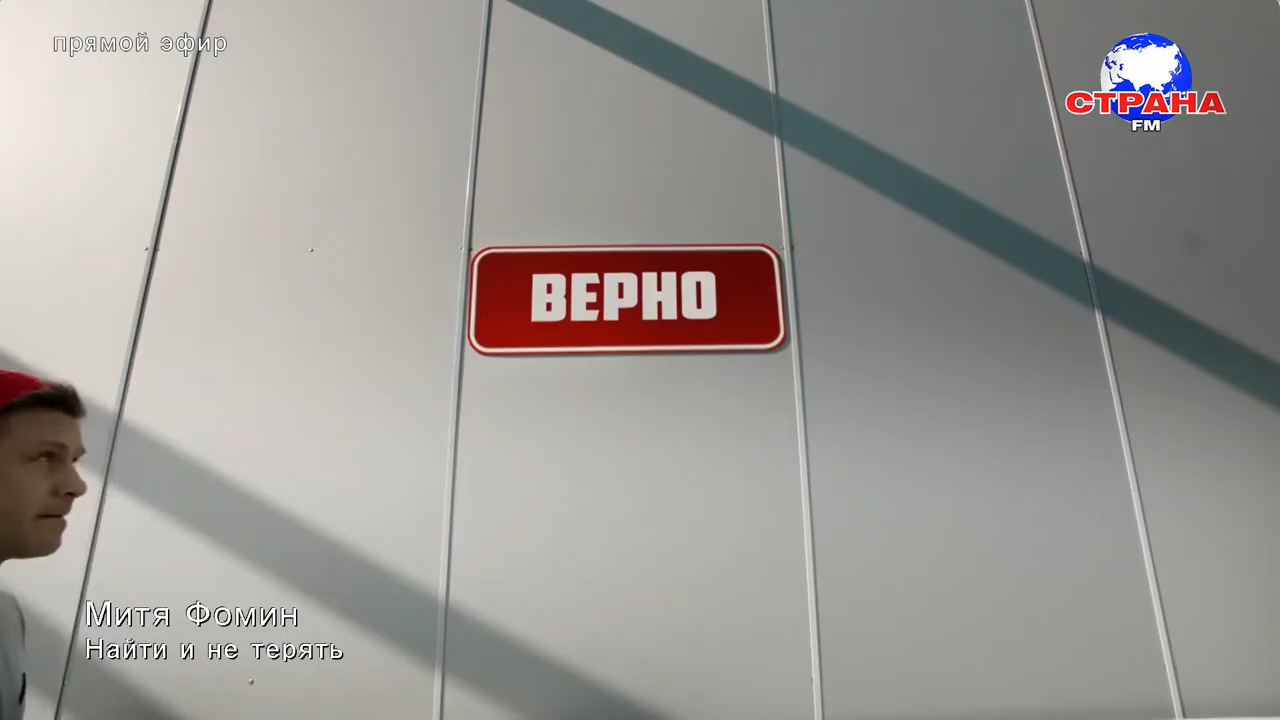 прямой эфир
СТРАНА
FM
ВЕРНО
Митя Фомин
Найти и не терять